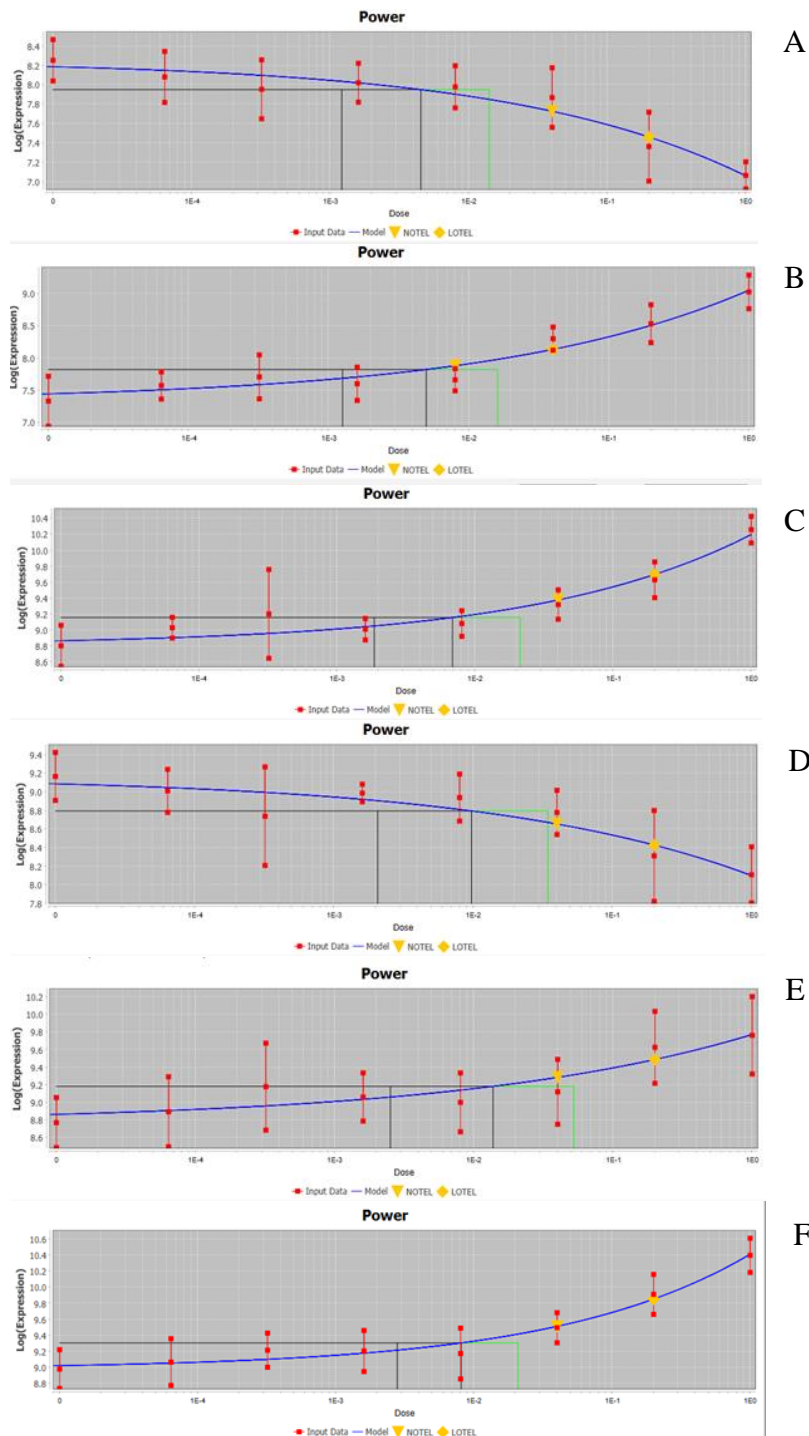 Power
A
Log(Expression)
8.4
8.2
8.0
7.8
7.6
7.4
7.2
7.0
0 1E-4 1E-3 1E-2 1E-1 1E0
Dose
Input Data Model NOTEL LOTEL
Power
B
Log(Expression)
9.0
8.5
8.0
7.5
7.0
0 1E-4 1E-3 1E-2 1E-1 1E0
Dose
Input Data Model NOTEL LOTEL
Power
C
Log(Expression)
10.4
10.2
10.0
9.8
9.6
9.4
9.2
9.0
8.8
8.6
0 1E-4 1E-3 1E-2 1E-1 1E0
Dose
Input Data Model NOTEL LOTEL
Power
D
Log(Expression)
9.4
9.2
9.0
8.8
8.6
8.4
8.2
8.0
7.8
0 1E-4 1E-3 1E-2 1E-1 1E0
Dose
Input Data Model NOTEL LOTEL
Power
E
Log(Expression)
10.2
10.0
9.8
9.6
9.4
9.2
9.0
8.8
8.6
0 1E-4 1E-3 1E-2 1E-1 1E0
Dose
Input Data Model NOTEL LOTEL
Power
F
Log(Expression)
10.6
10.4
10.2
10.0
9.8
9.6
9.4
9.2
9.0
8.8
0 1E-4 1E-3 1E-2 1E-1 1E0
Dose
Input Data Model NOTEL LOTEL